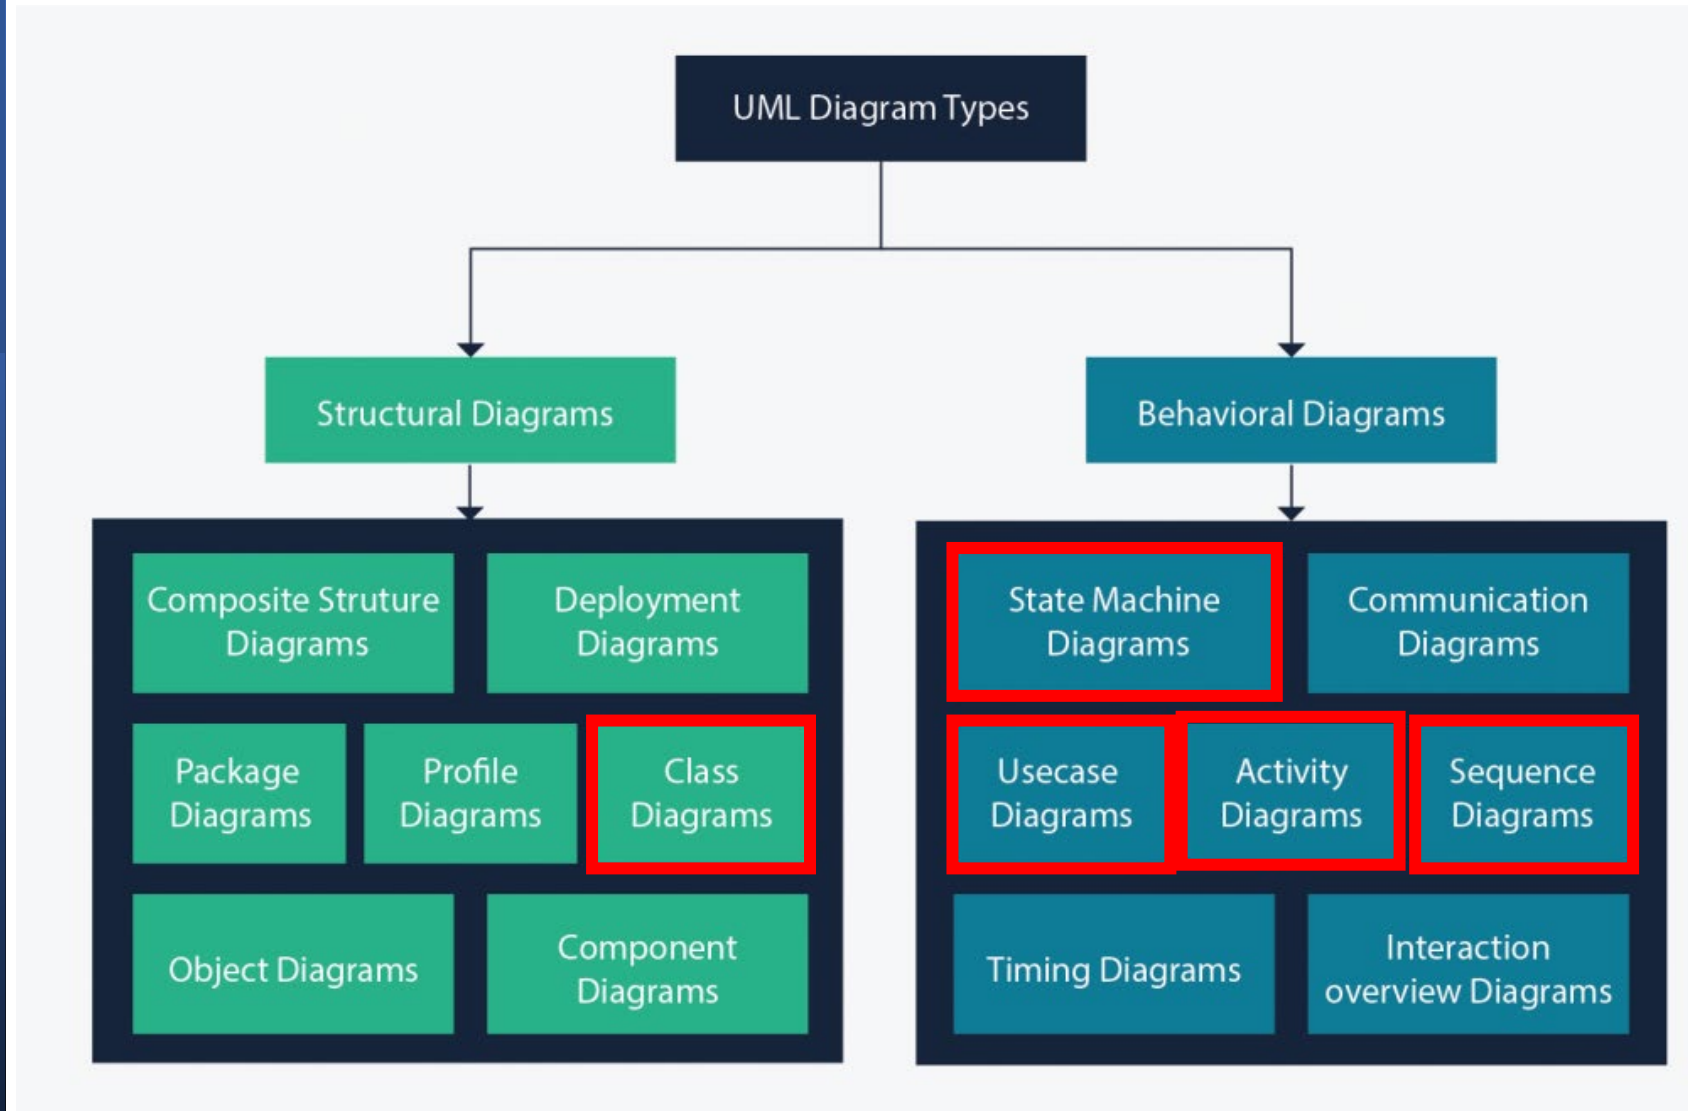 UML Diagram Types
Structural Diagrams
Behavioral Diagrams
Composite Struture
Diagrams
Deployment
Diagrams
Package
Diagrams
Profile
Diagrams
Class
Diagrams
Object Diagrams
Component
Diagrams
State Machine
Diagrams
Communication
Diagrams
Usecase
Diagrams
Activity
Diagrams
Sequence
Diagrams
Timing Diagrams
Interaction
overview Diagrams